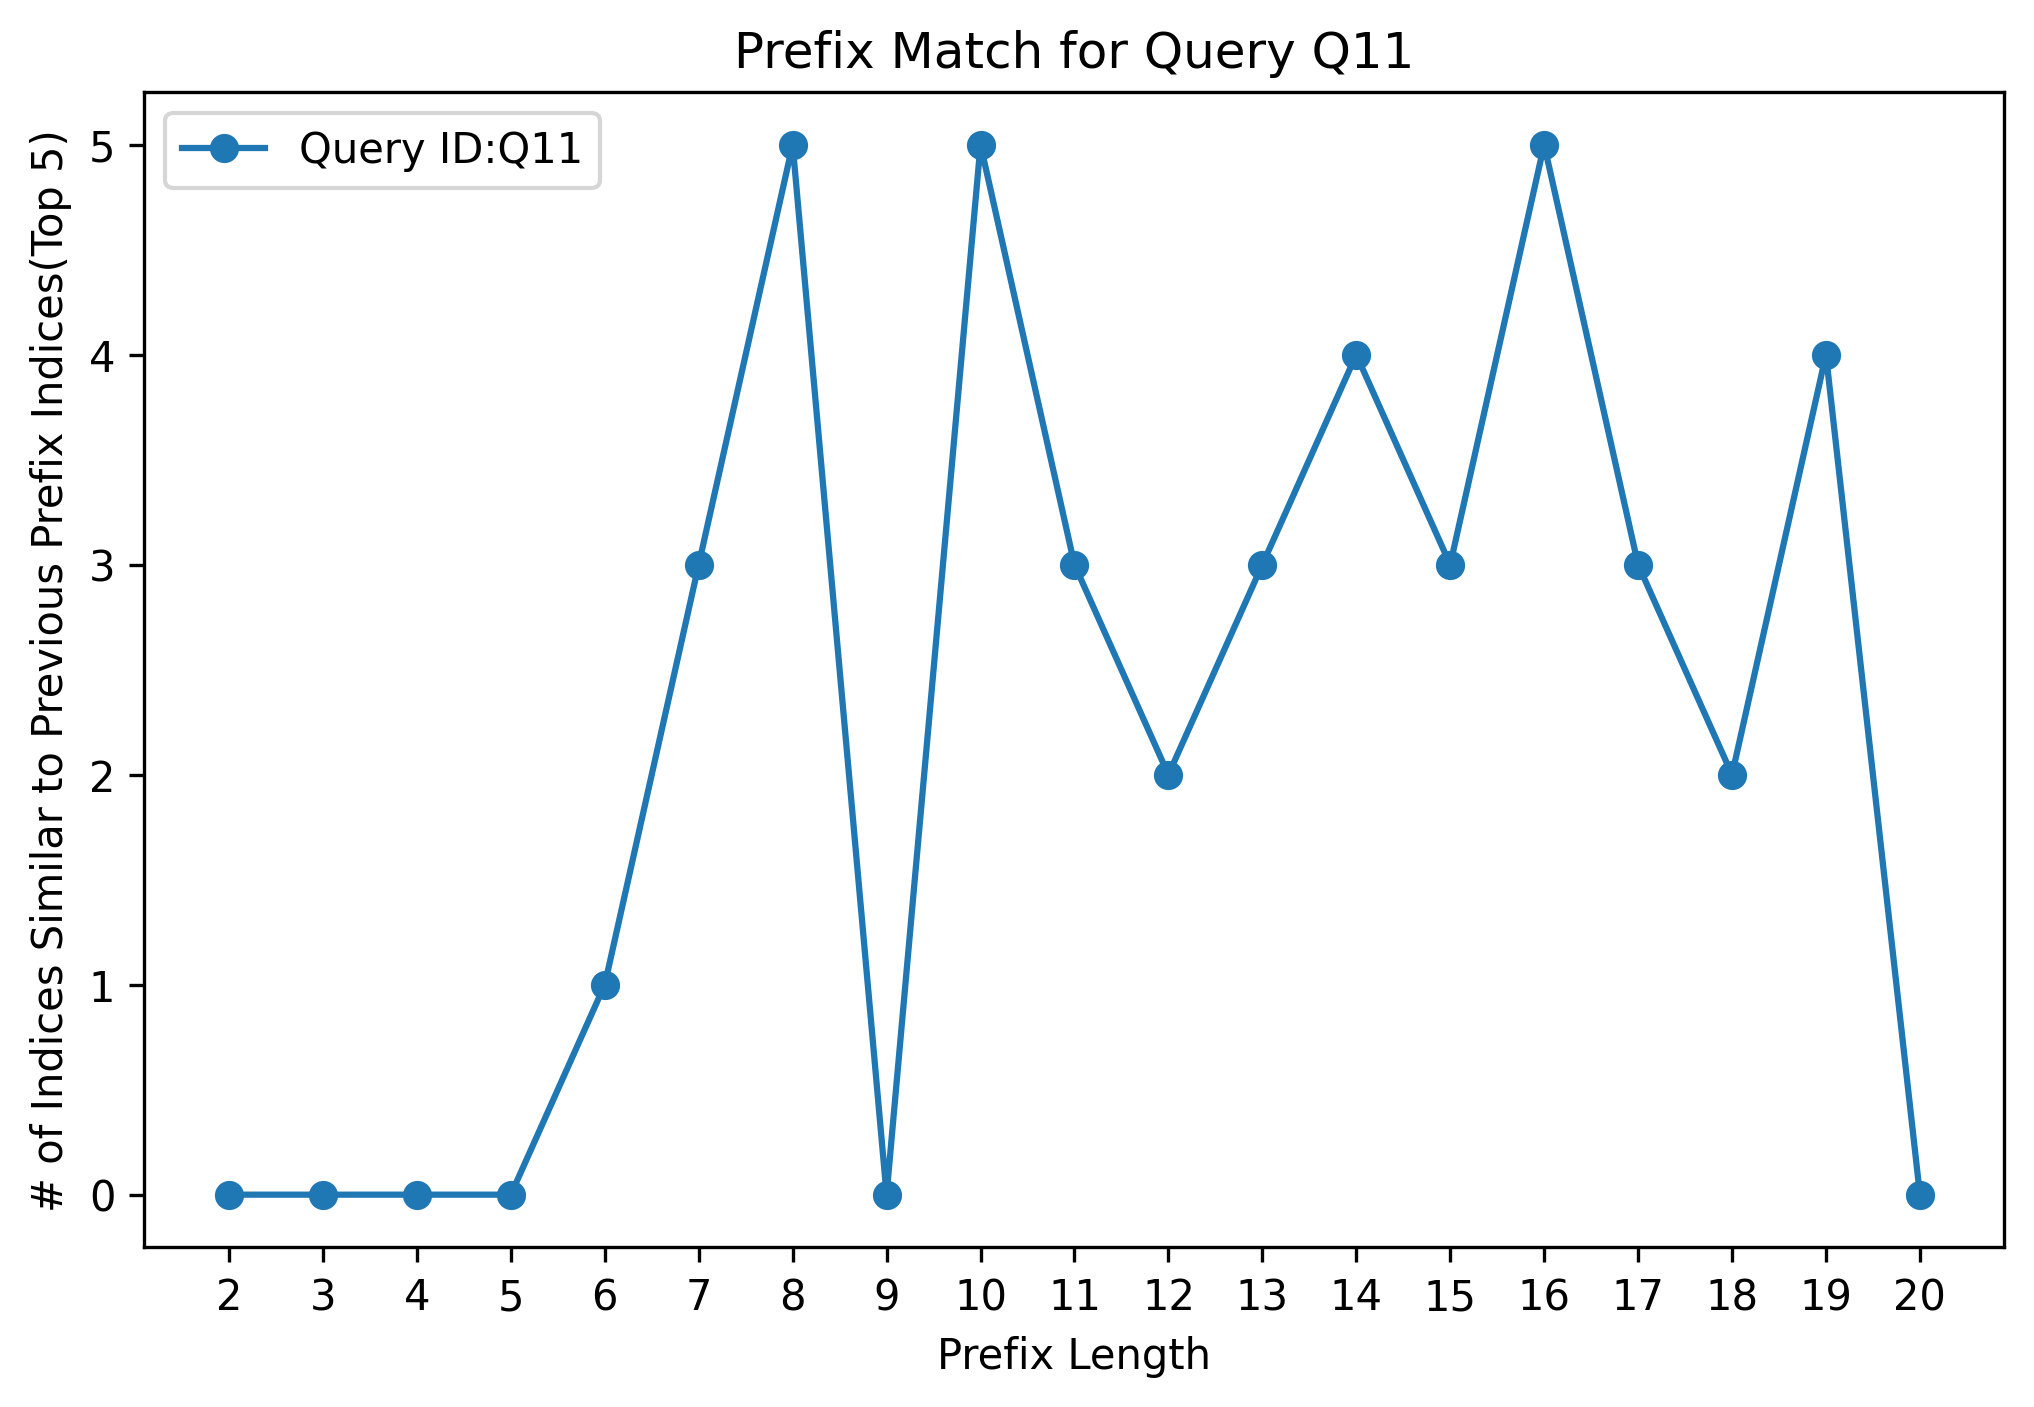 Prefix Match for Query Q11
Query ID:Q11
# of Indices Similar to Previous Prefix Indices(Top 5)
5
4
3
2
1
0
2 3 4 5 6 7 8 9 10 11 12 13 14 15 16 17 18 19 20
Prefix Length